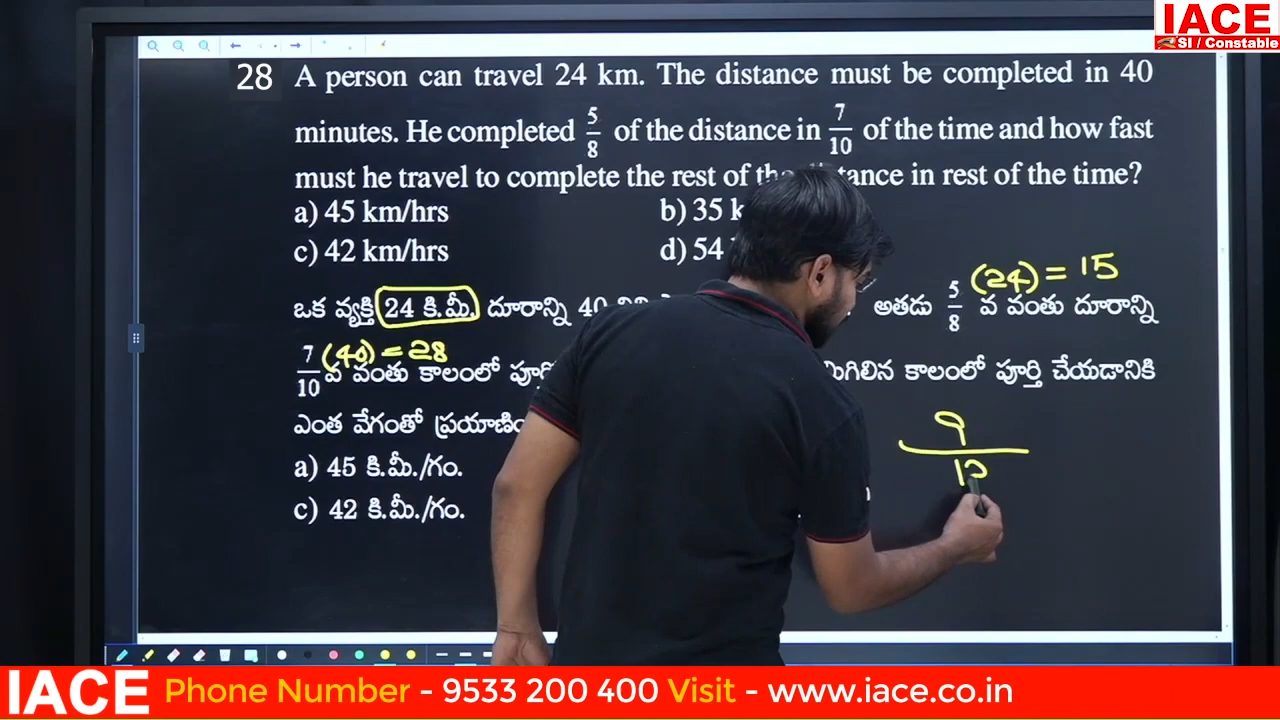 IACE
SI / Constable
28 A person can travel 24 km. The distance must be completed in 40
minutes. He completed 5/8 of the distance in 7/10 of the time and how fast
must he travel to complete the rest of the distance in rest of the time?
a) 45 km/hrs b) 35 k
c) 42 km/hrs d) 54
(24) = 15
ఒక వ్యక్తి 24 కి.మీ. దూరాన్ని 40 అతడు 5/8 వ వంతు దూరాన్ని
(40) = 28
7/10 వ వంతు కాలంలో మిగిలిన కాలంలో పూర్తి చేయడానికి
ఎంత వేగంతో
9
12
a) 45 కి.మీ./గం.
c) 42 కి.మీ./గం.
IACE Phone Number - 9533 200 400 Visit - www.iace.co.in